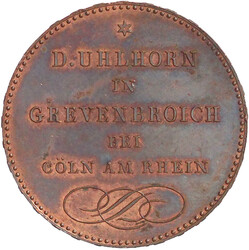 D. UHLHORN
IN
GREVENBROICH
BEI
CÖLN AM RHEIN